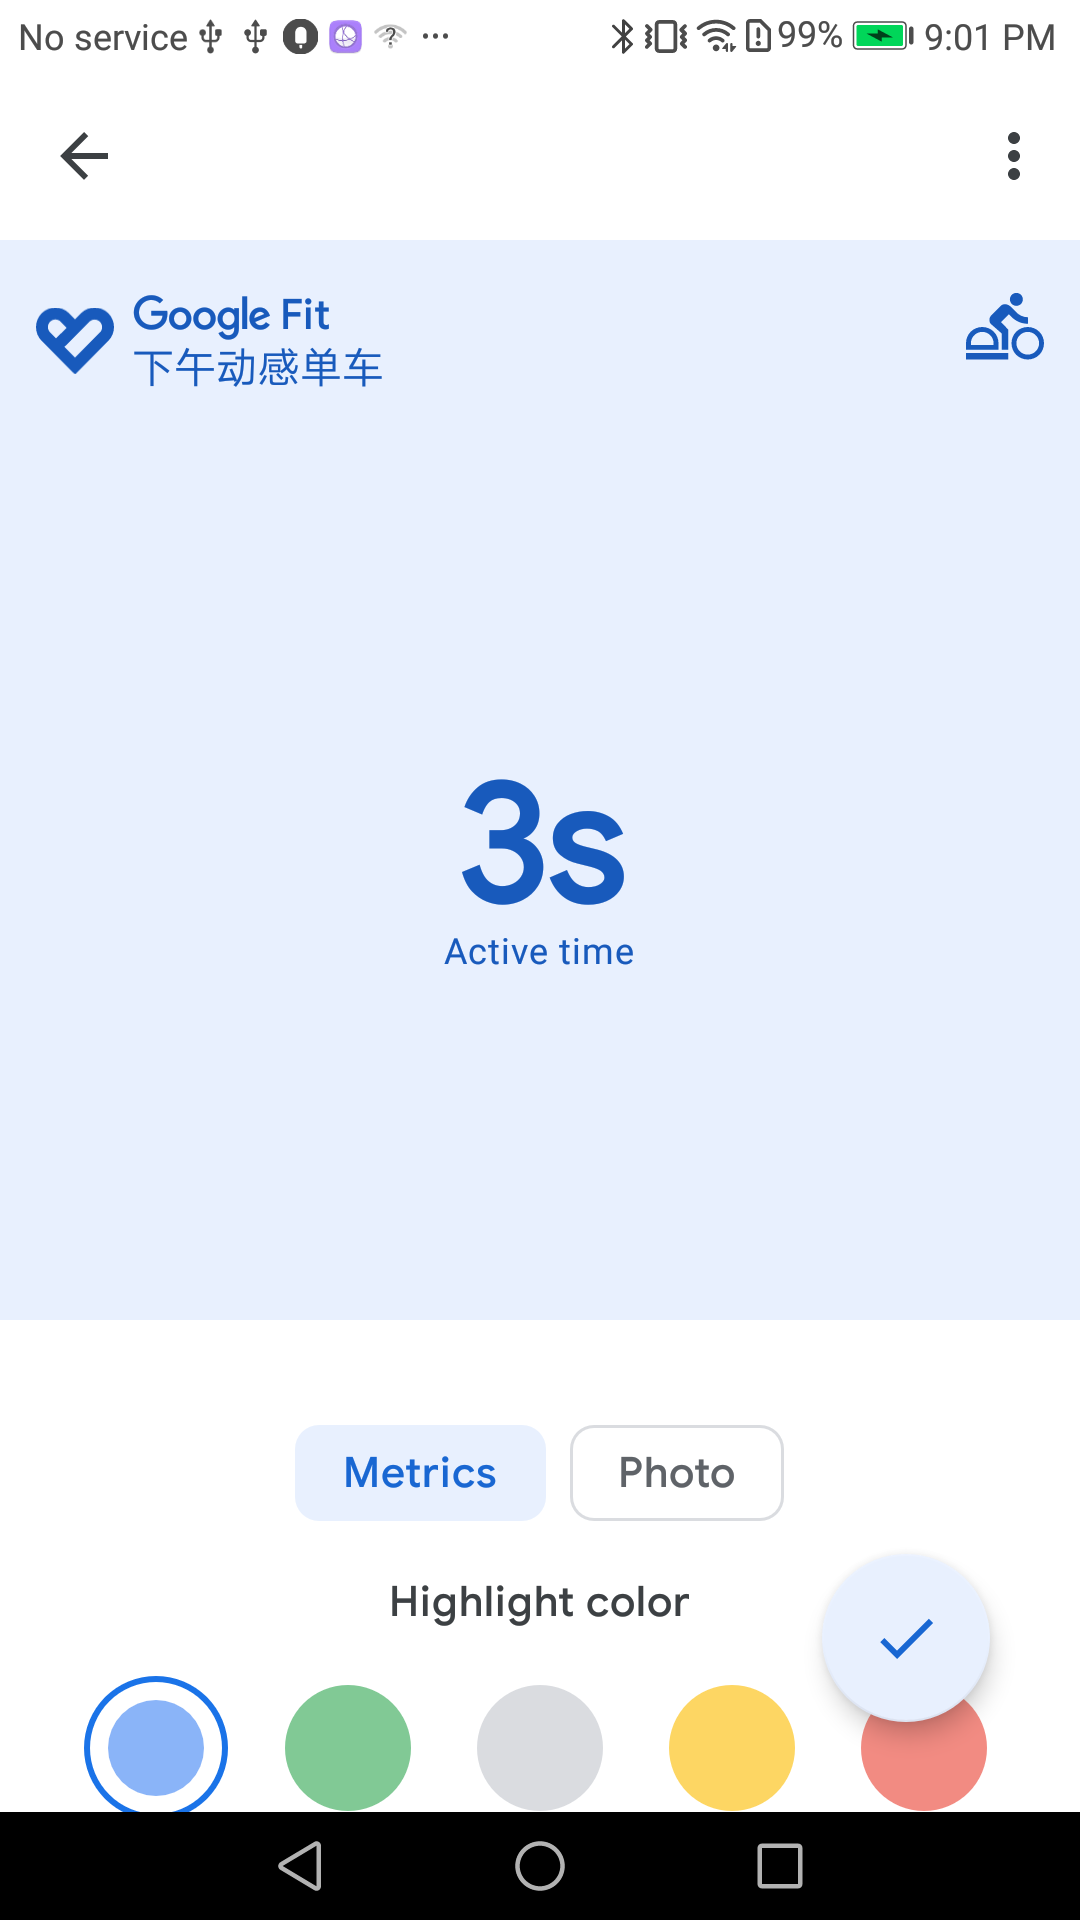 No service 99% 9:01 PM
Google Fit
下午动感单车
3s
Active time
Metrics Photo
Highlight color